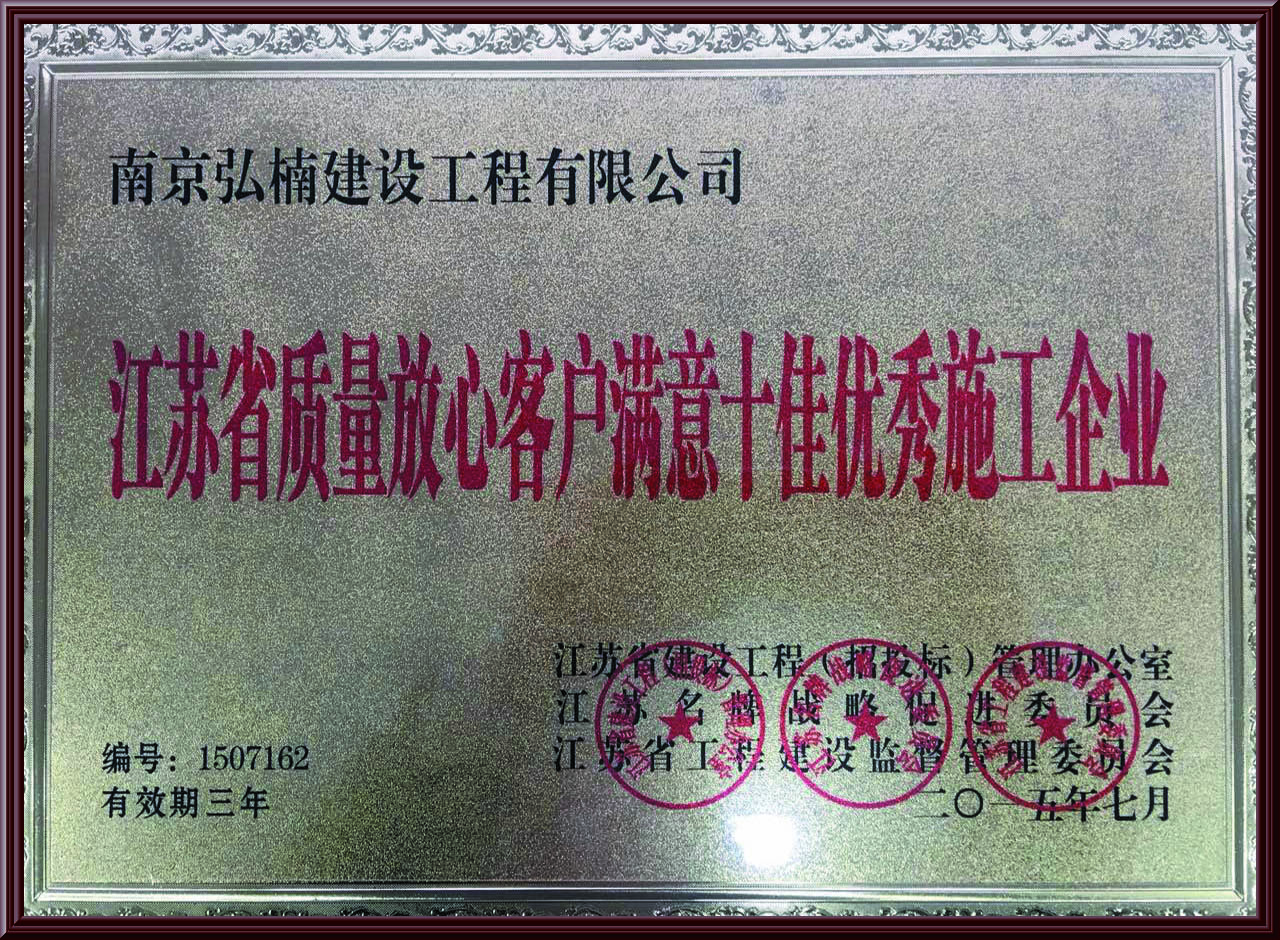 南京弘楠建设工程有限公司
江苏省质量放心客户满意十佳优秀施工企业
江苏省建设工程(招投标)管理办公室
江苏名牌战略促进委员会
江苏省工程建设监督管理委员会
二〇一五年七月
编号：1507162
有效期三年